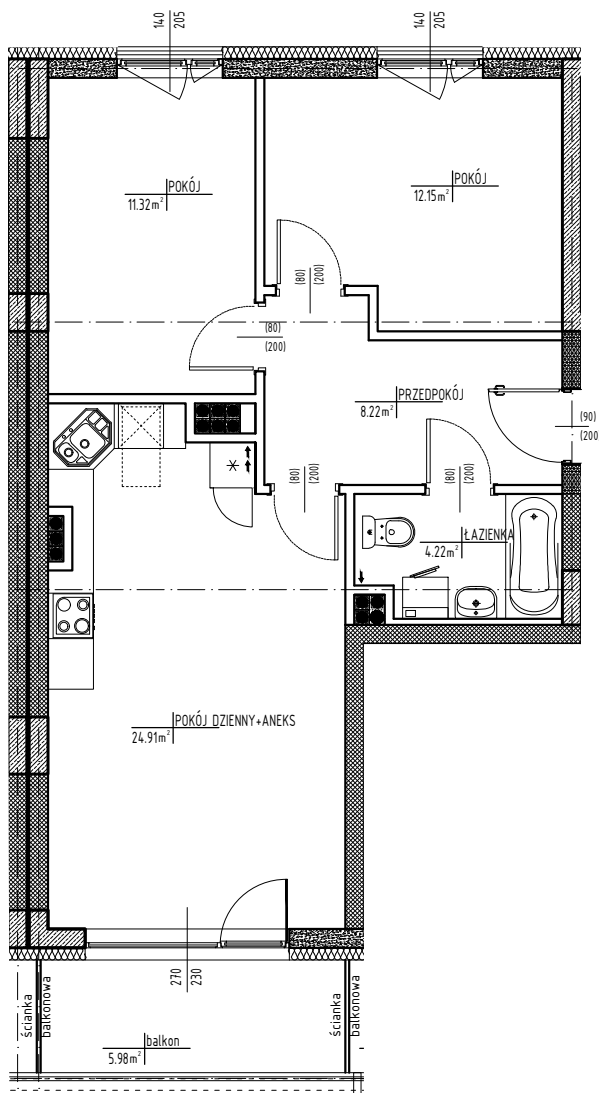 140
205
140
205
POKÓJ
11.32m²
POKÓJ
12.15m²
(80)
(200)
(80)
(200)
PRZEDPOKÓJ
8.22m²
(90)
(200
(80)
(200)
(80)
(200)
ŁAZIENKA
4.22m²
POKÓJ DZIENNY+ANEKS
24.91m²
270
230
ścianka
balkonowa
ścianka
balkonowa
balkon
5.98m²